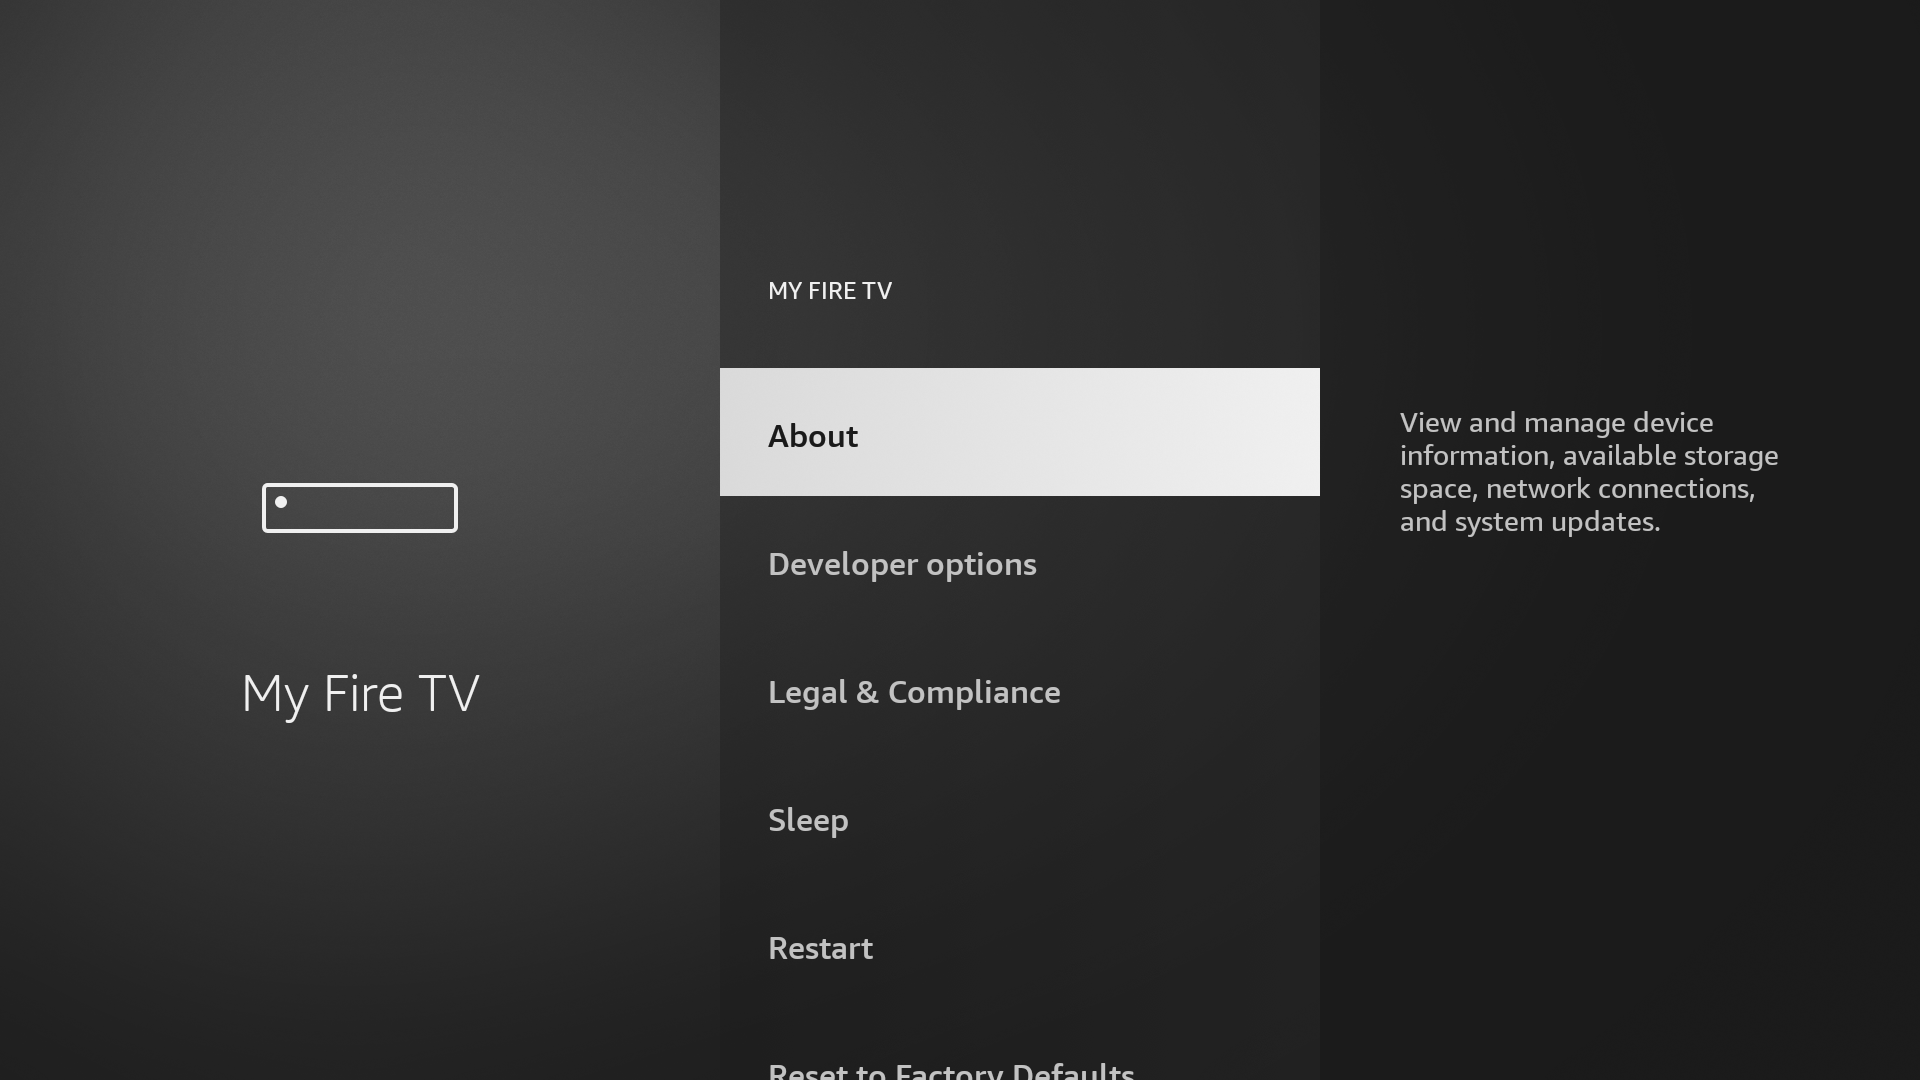 My Fire TV
MY FIRE TV
About
Developer options
Legal & Compliance
Sleep
Restart
Reset to Factory Defaults
View and manage device
information, available storage
space, network connections,
and system updates.